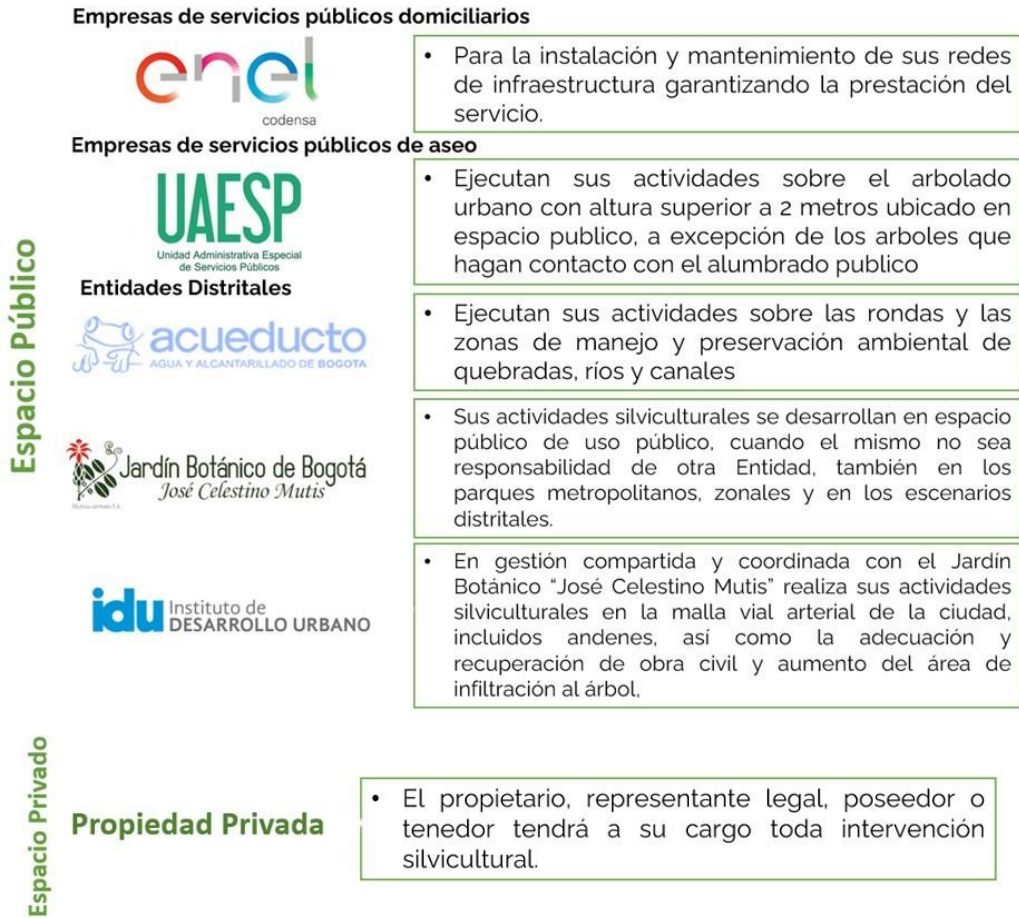 Empresas de servicios públicos domiciliarios
enel
codensa
• Para la instalación y mantenimiento de sus redes
de infraestructura garantizando la prestación del
servicio.
Empresas de servicios públicos de aseo
UAESP
Unidad Administrativa Especial
de Servicios Públicos
• Ejecutan sus actividades sobre el arbolado
urbano con altura superior a 2 metros ubicado en
espacio publico, a excepción de los arboles que
hagan contacto con el alumbrado publico
Espacio Público
Entidades Distritales
acueducto
AGUA Y ALCANTARILLADO DE BOGOTA
• Ejecutan sus actividades sobre las rondas y las
zonas de manejo y preservación ambiental de
quebradas, ríos y canales
Jardín Botánico de Bogotá
José Celestino Mutis
• Sus actividades silviculturales se desarrollan en espacio
público de uso público, cuando el mismo no sea
responsabilidad de otra Entidad, también en los
parques metropolitanos, zonales y en los escenarios
distritales.
idu Instituto de
DESARROLLO URBANO
• En gestión compartida y coordinada con el Jardín
Botánico “José Celestino Mutis” realiza sus actividades
silviculturales en la malla vial arterial de la ciudad,
incluidos andenes, así como la adecuación y
recuperación de obra civil y aumento del área de
infiltración al árbol,
Espacio Privado
Propiedad Privada
• El propietario, representante legal, poseedor o
tenedor tendrá a su cargo toda intervención
silvicultural.